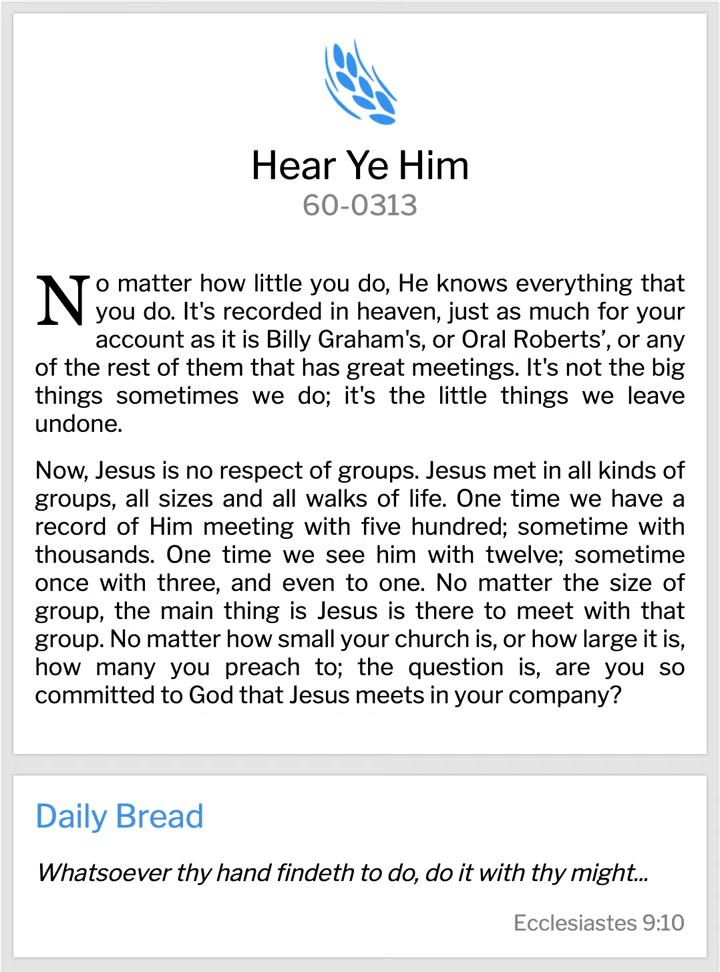 Hear Ye Him
60-0313
No matter how little you do, He knows everything that
you do. It's recorded in heaven, just as much for your
account as it is Billy Graham's, or Oral Roberts’, or any
of the rest of them that has great meetings. It's not the big
things sometimes we do; it's the little things we leave
undone.
Now, Jesus is no respect of groups. Jesus met in all kinds of
groups, all sizes and all walks of life. One time we have a
record of Him meeting with five hundred; sometime with
thousands. One time we see him with twelve; sometime
once with three, and even to one. No matter the size of
group, the main thing is Jesus is there to meet with that
group. No matter how small your church is, or how large it is,
how many you preach to; the question is, are you so
committed to God that Jesus meets in your company?
Daily Bread
Whatsoever thy hand findeth to do, do it with thy might...
Ecclesiastes 9:10